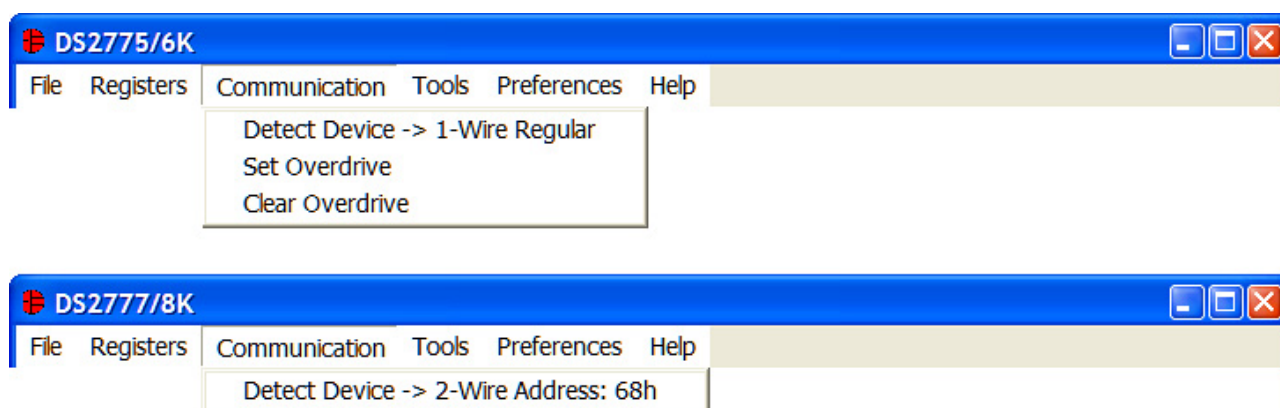 DS2775/6K
File Registers Communication Tools Preferences Help
Detect Device -> 1-Wire Regular
Set Overdrive
Clear Overdrive
DS2777/8K
File Registers Communication Tools Preferences Help
Detect Device -> 2-Wire Address: 68h